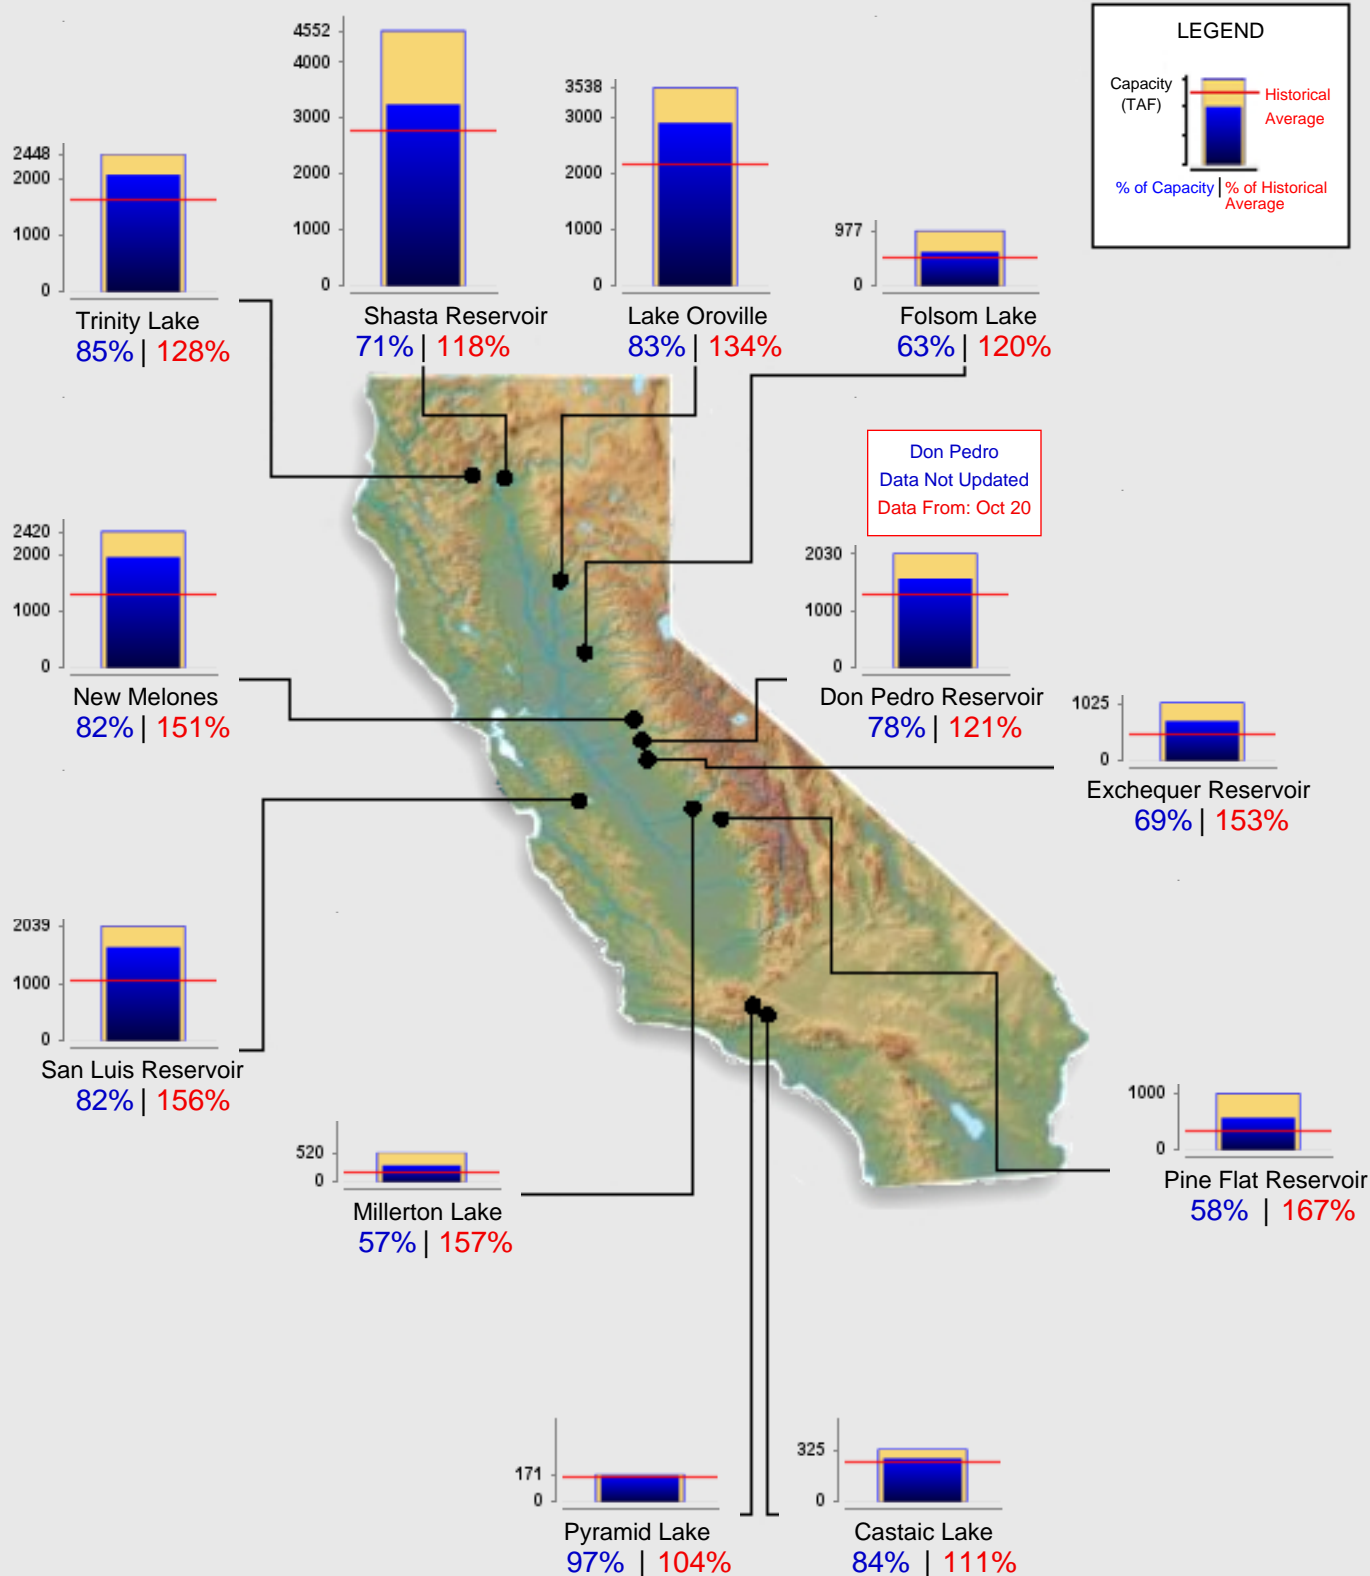 LEGEND
Capacity
(TAF)
Historical
Average
% of Capacity | % of Historical
Average
2448
2000
1000
0
Trinity Lake
85% | 128%
4552
4000
3000
2000
1000
0
Shasta Reservoir
71% | 118%
3538
3000
2000
1000
0
Lake Oroville
83% | 134%
977
0
Folsom Lake
63% | 120%
Don Pedro
Data Not Updated
Data From: Oct 20
2420
2000
1000
0
New Melones
82% | 151%
2030
1000
0
Don Pedro Reservoir
78% | 121%
1025
0
Exchequer Reservoir
69% | 153%
2039
1000
0
San Luis Reservoir
82% | 156%
520
0
Millerton Lake
57% | 157%
1000
0
Pine Flat Reservoir
58% | 167%
171
0
Pyramid Lake
97% | 104%
325
0
Castaic Lake
84% | 111%